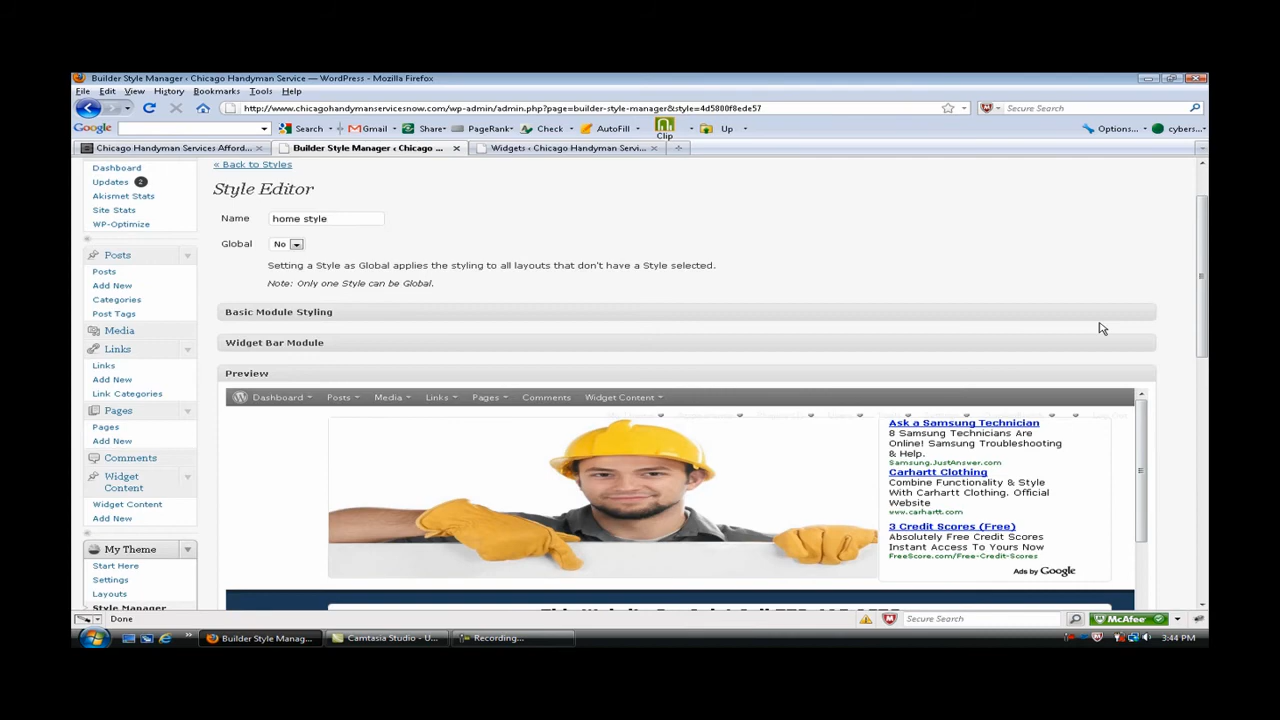 Builder Style Manager ‹ Chicago Handyman Service — WordPress - Mozilla Firefox
File Edit View History Bookmarks Tools Help
http://www.chicagohandymanservicesnow.com/wp-admin/admin.php?page=builder-style-manager&style=4d5800f8ede57
Secure Search
Google Search Gmail Share PageRank Check AutoFill Clip Up Options... cybers...
Chicago Handyman Services Afford... Builder Style Manager ‹ Chicago ... Widgets ‹ Chicago Handyman Servi...
Dashboard
Updates 2
Akismet Stats
Site Stats
WP-Optimize
Posts
Posts
Add New
Categories
Post Tags
Media
Links
Links
Add New
Link Categories
Pages
Pages
Add New
Comments
Widget
Content
Widget Content
Add New
My Theme
Start Here
Settings
Layouts
Style Manager
« Back to Styles
Style Editor
Name home style
Global No
Setting a Style as Global applies the styling to all layouts that don't have a Style selected.
Note: Only one Style can be Global.
Basic Module Styling
Widget Bar Module
Preview
Dashboard Posts Media Links Pages Comments Widget Content
Ask a Samsung Technician
8 Samsung Technicians Are
Online! Samsung Troubleshooting
& Help.
Samsung.JustAnswer.com
Carhartt Clothing
Combine Functionality & Style
With Carhartt Clothing. Official
Website
www.carhartt.com
3 Credit Scores (Free)
Absolutely Free Credit Scores
Instant Access To Yours Now
FreeScore.com/Free-Credit-Scores
Ads by Google
Done
Secure Search
McAfee
Builder Style Manag... Camtasia Studio - U... Recording...
3:44 PM